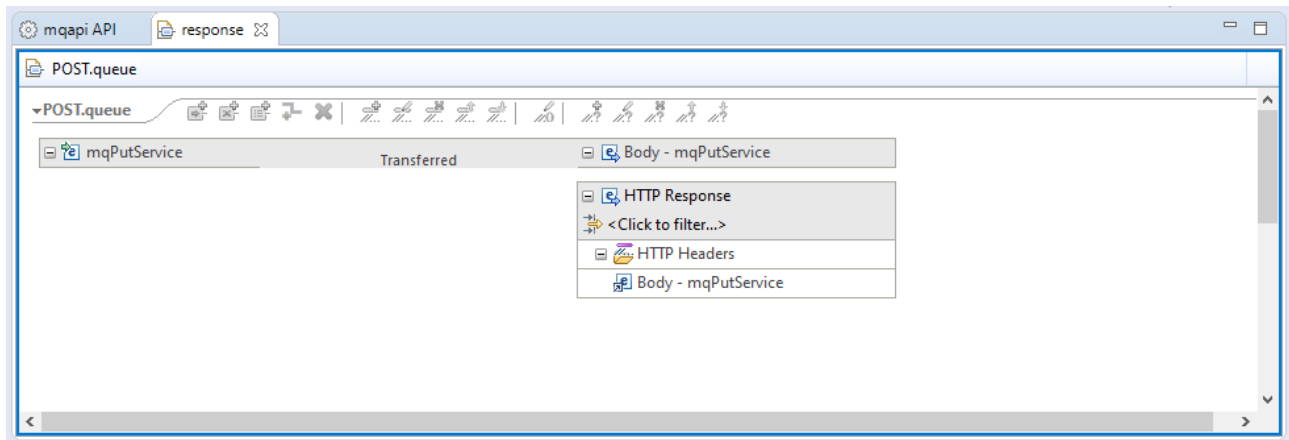 mqapi API
response
POST.queue
POST.queue
mqPutService
Transferred
Body - mqPutService
HTTP Response
<Click to filter...>
HTTP Headers
Body - mqPutService